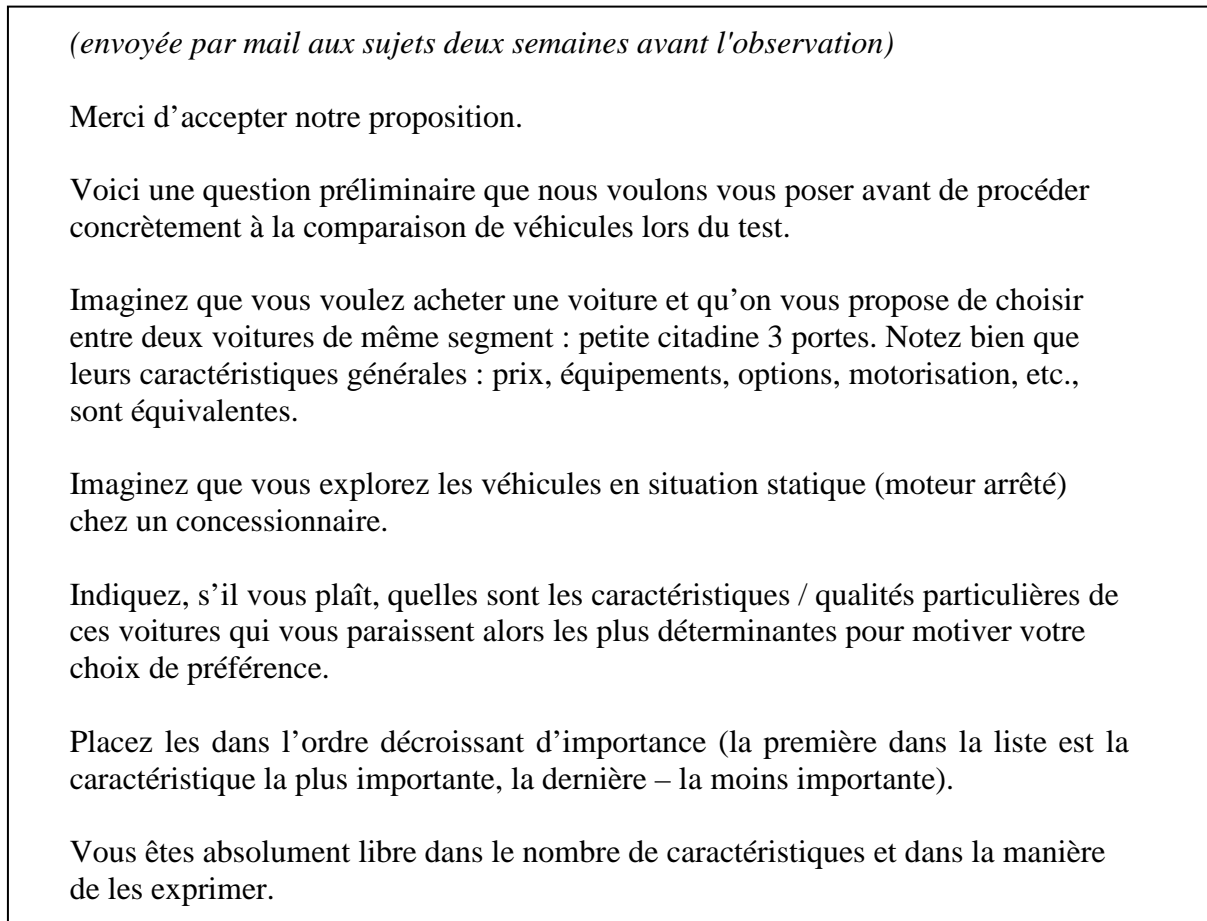 (envoyée par mail aux sujets deux semaines avant l'observation)
Merci d’accepter notre proposition.
Voici une question préliminaire que nous voulons vous poser avant de procéder
concrètement à la comparaison de véhicules lors du test.
Imaginez que vous voulez acheter une voiture et qu’on vous propose de choisir
entre deux voitures de même segment : petite citadine 3 portes. Notez bien que
leurs caractéristiques générales : prix, équipements, options, motorisation, etc.,
sont équivalentes.
Imaginez que vous explorez les véhicules en situation statique (moteur arrêté)
chez un concessionnaire.
Indiquez, s’il vous plaît, quelles sont les caractéristiques / qualités particulières de
ces voitures qui vous paraissent alors les plus déterminantes pour motiver votre
choix de préférence.
Placez les dans l’ordre décroissant d’importance (la première dans la liste est la
caractéristique la plus importante, la dernière – la moins importante).
Vous êtes absolument libre dans le nombre de caractéristiques et dans la manière
de les exprimer.